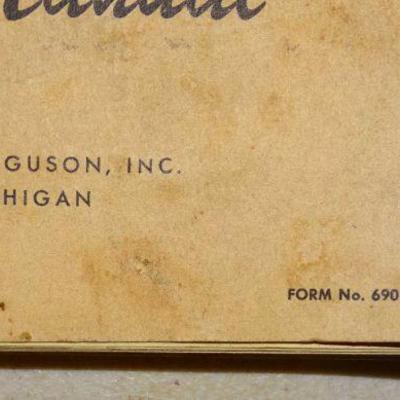 GUSON, INC.
HIGAN
FORM No. 690